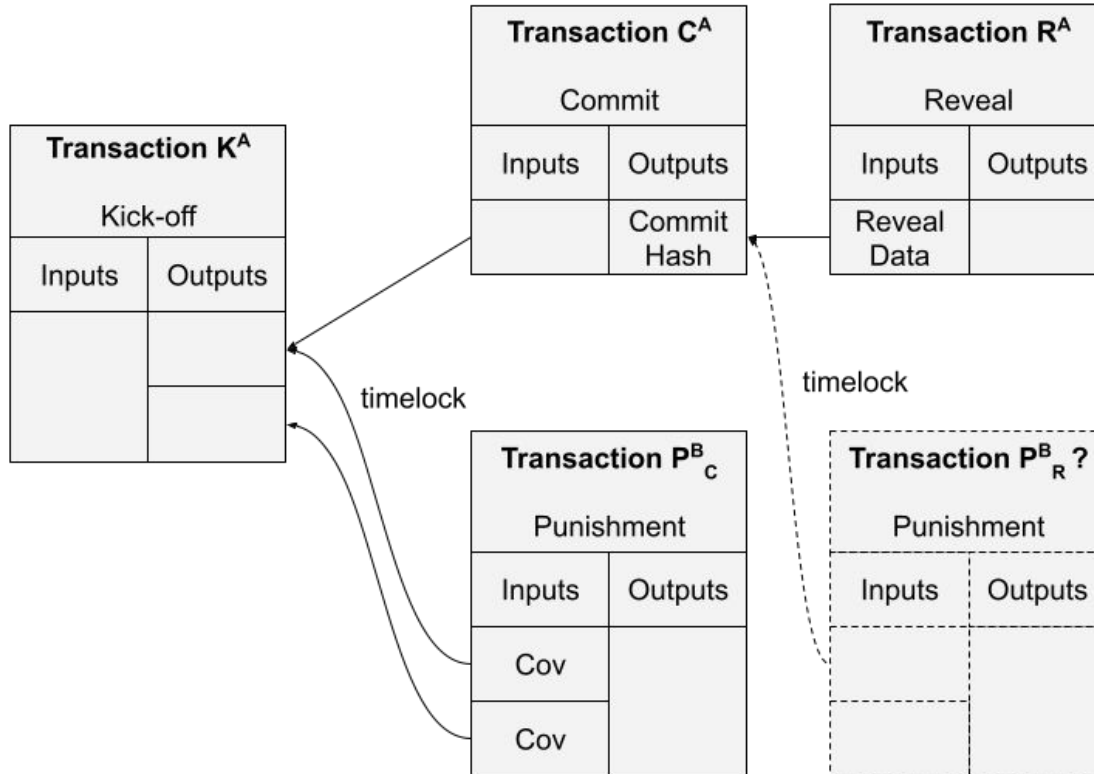 Transaction K^A
Kick-off
Inputs Outputs
Transaction C^A
Commit
Inputs Outputs
Commit
Hash
Transaction R^A
Reveal
Inputs Outputs
Reveal
Data
timelock
timelock
Transaction P^B_C
Punishment
Inputs Outputs
Cov
Cov
Transaction P^B_R ?
Punishment
Inputs Outputs